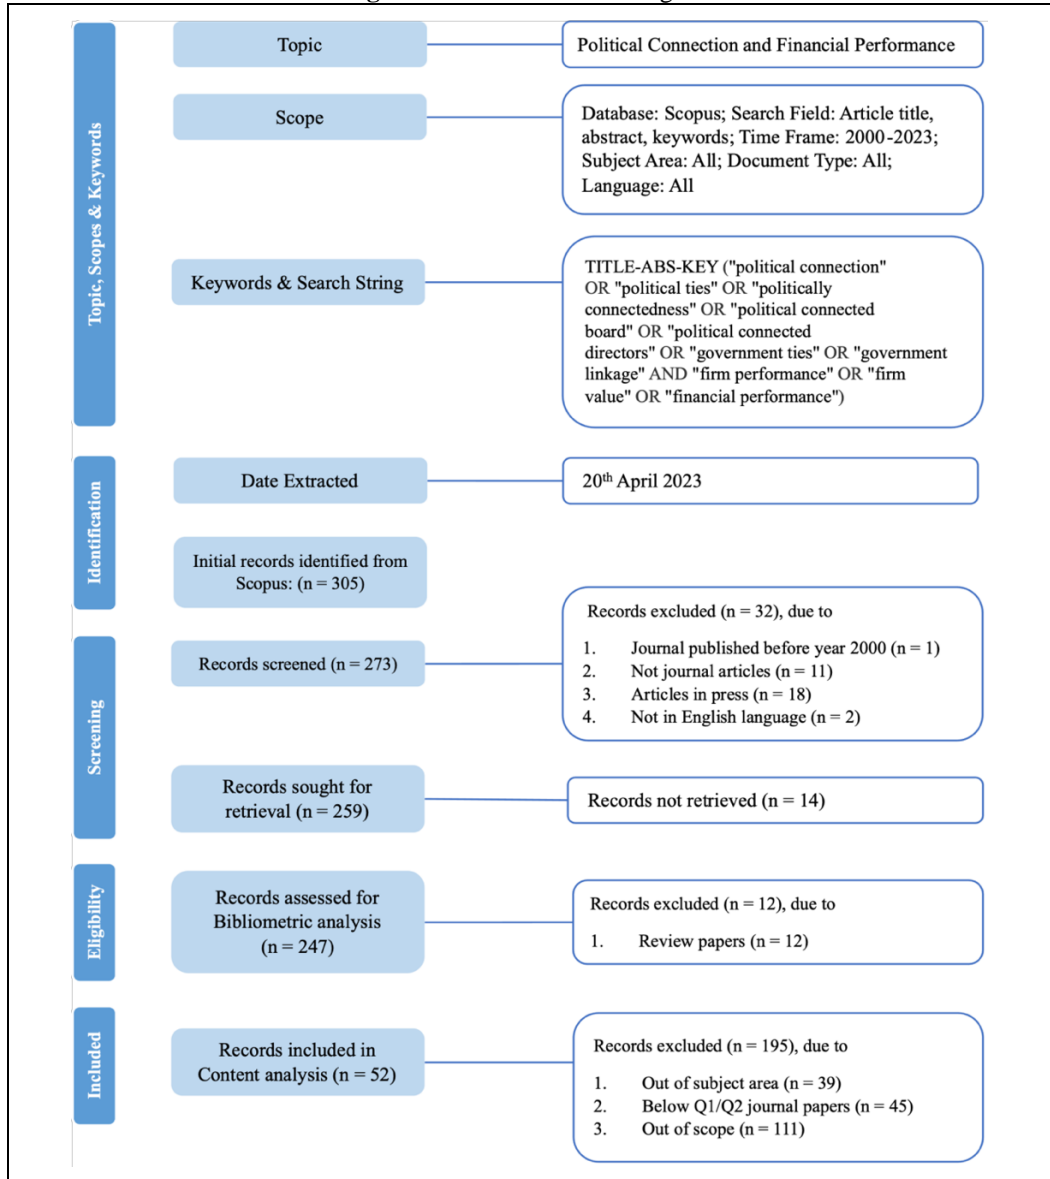 Topic, Scopes & Keywords
Topic
Political Connection and Financial Performance
Scope
Database: Scopus; Search Field: Article title,
abstract, keywords; Time Frame: 2000-2023;
Subject Area: All; Document Type: All;
Language: All
Keywords & Search String
TITLE-ABS-KEY ("political connection"
OR "political ties" OR "politically
connectedness" OR "political connected
board" OR "political connected
directors" OR "government ties" OR "government
linkage" AND "firm performance" OR "firm
value" OR "financial performance")
Identification
Date Extracted
20th April 2023
Initial records identified from
Scopus: (n = 305)
Screening
Records screened (n = 273)
Records excluded (n = 32), due to
1. Journal published before year 2000 (n = 1)
2. Not journal articles (n = 11)
3. Articles in press (n = 18)
4. Not in English language (n = 2)
Records sought for
retrieval (n = 259)
Records not retrieved (n = 14)
Eligibility
Records assessed for
Bibliometric analysis
(n = 247)
Records excluded (n = 12), due to
1. Review papers (n = 12)
Included
Records included in
Content analysis (n = 52)
Records excluded (n = 195), due to
1. Out of subject area (n = 39)
2. Below Q1/Q2 journal papers (n = 45)
3. Out of scope (n = 111)